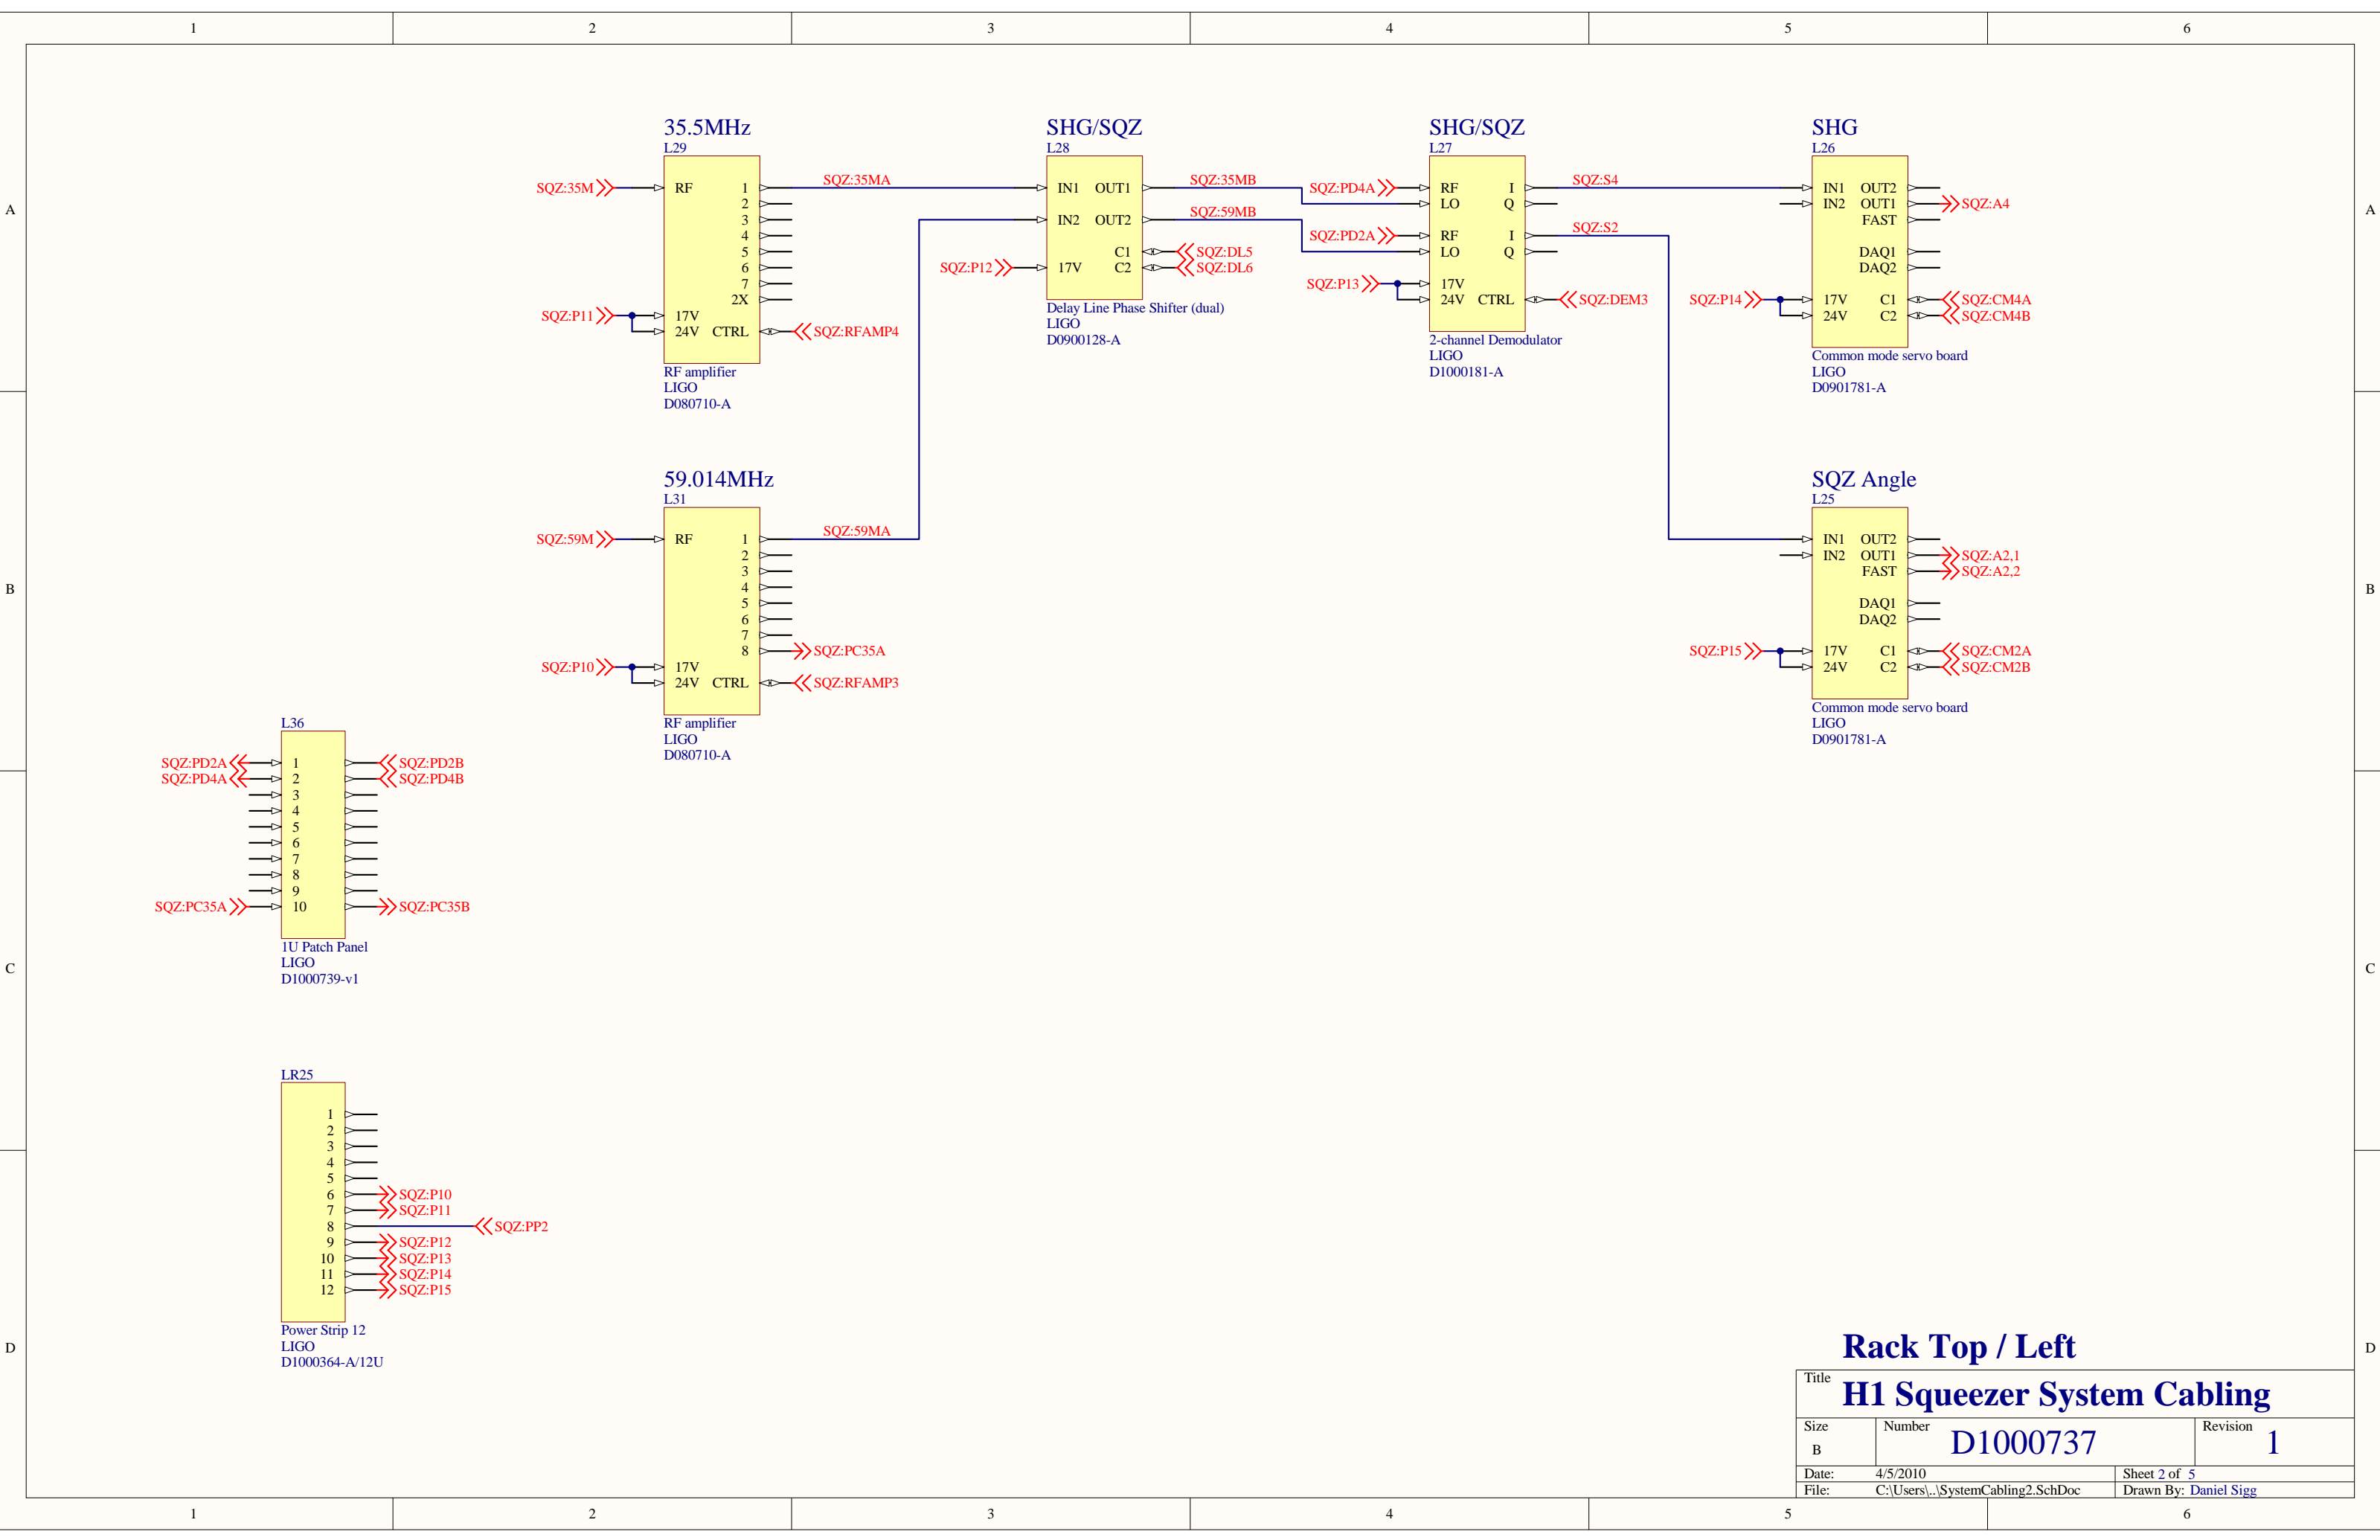 1 2 3 4 5 6
A A
B B
C C
D D
35.5MHz
L29
SQZ:35M
RF
1
2
3
4
5
6
7
2X
SQZ:35MA
SQZ:P11
17V
24V CTRL
SQZ:RFAMP4
RF amplifier
LIGO
D080710-A
SHG/SQZ
L28
IN1 OUT1
IN2 OUT2
C1
17V C2
SQZ:P12
SQZ:35MB
SQZ:59MB
SQZ:DL5
SQZ:DL6
Delay Line Phase Shifter (dual)
LIGO
D0900128-A
SHG/SQZ
L27
SQZ:PD4A
RF I
LO Q
SQZ:PD2A
RF I
LO Q
SQZ:P13
17V
24V CTRL
SQZ:S4
SQZ:S2
SQZ:DEM3
2-channel Demodulator
LIGO
D1000181-A
SHG
L26
IN1 OUT2
IN2 OUT1
FAST
DAQ1
DAQ2
17V C1
24V C2
SQZ:P14
SQZ:A4
SQZ:CM4A
SQZ:CM4B
Common mode servo board
LIGO
D0901781-A
59.014MHz
L31
SQZ:59M
RF
1
2
3
4
5
6
7
8
SQZ:59MA
SQZ:PC35A
SQZ:P10
17V
24V CTRL
SQZ:RFAMP3
RF amplifier
LIGO
D080710-A
SQZ Angle
L25
IN1 OUT2
IN2 OUT1
FAST
DAQ1
DAQ2
17V C1
24V C2
SQZ:P15
SQZ:A2,1
SQZ:A2,2
SQZ:CM2A
SQZ:CM2B
Common mode servo board
LIGO
D0901781-A
L36
SQZ:PD2A 1 SQZ:PD2B
SQZ:PD4A 2 SQZ:PD4B
3
4
5
6
7
8
9
SQZ:PC35A 10 SQZ:PC35B
1U Patch Panel
LIGO
D1000739-v1
LR25
1
2
3
4
5
6 SQZ:P10
7 SQZ:P11
8 SQZ:PP2
9 SQZ:P12
10 SQZ:P13
11 SQZ:P14
12 SQZ:P15
Power Strip 12
LIGO
D1000364-A/12U
Rack Top / Left
Title H1 Squeezer System Cabling
Size Number Revision
B D1000737 1
Date: 4/5/2010 Sheet 2 of 5
File: C:\Users\..\SystemCabling2.SchDoc Drawn By: Daniel Sigg
1 2 3 4 5 6